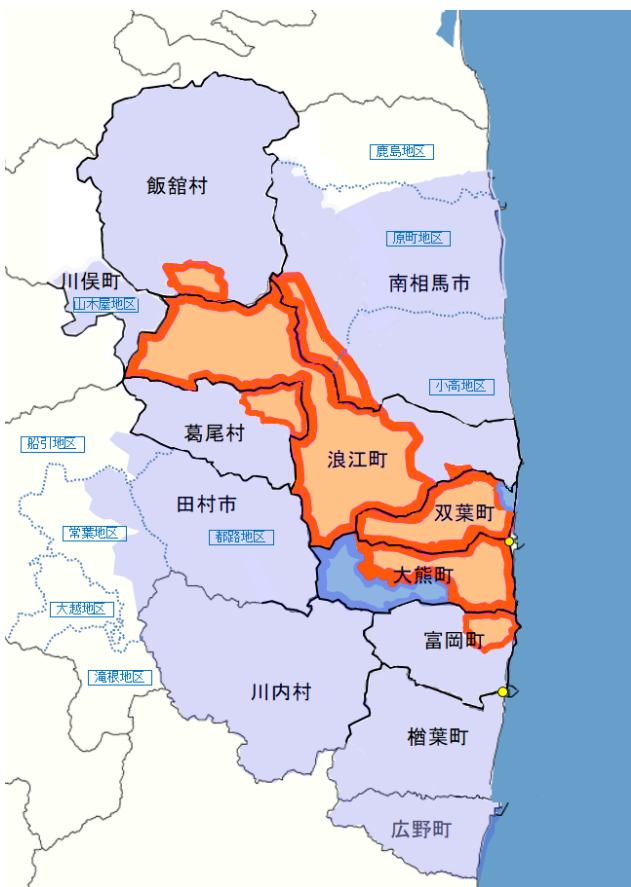 鹿島地区
飯舘村
原町地区
川俣町
南相馬市
山木屋地区
小高地区
葛尾村
船引地区
浪江町
田村市
双葉町
常葉地区
都路地区
大熊町
大越地区
富岡町
滝根地区
川内村
楢葉町
広野町